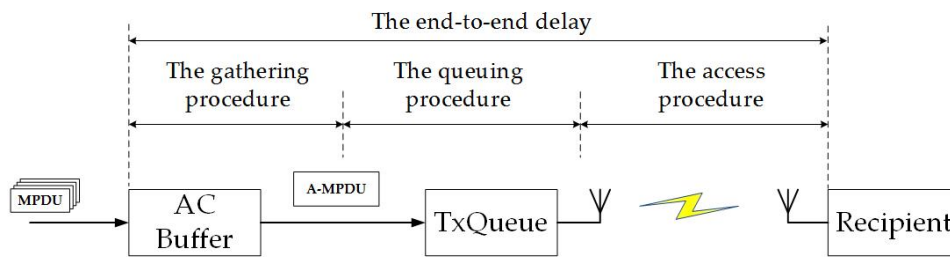 The end-to-end delay
The gathering procedure
The queuing procedure
The access procedure
MPDU
AC Buffer
A-MPDU
TxQueue
Recipient